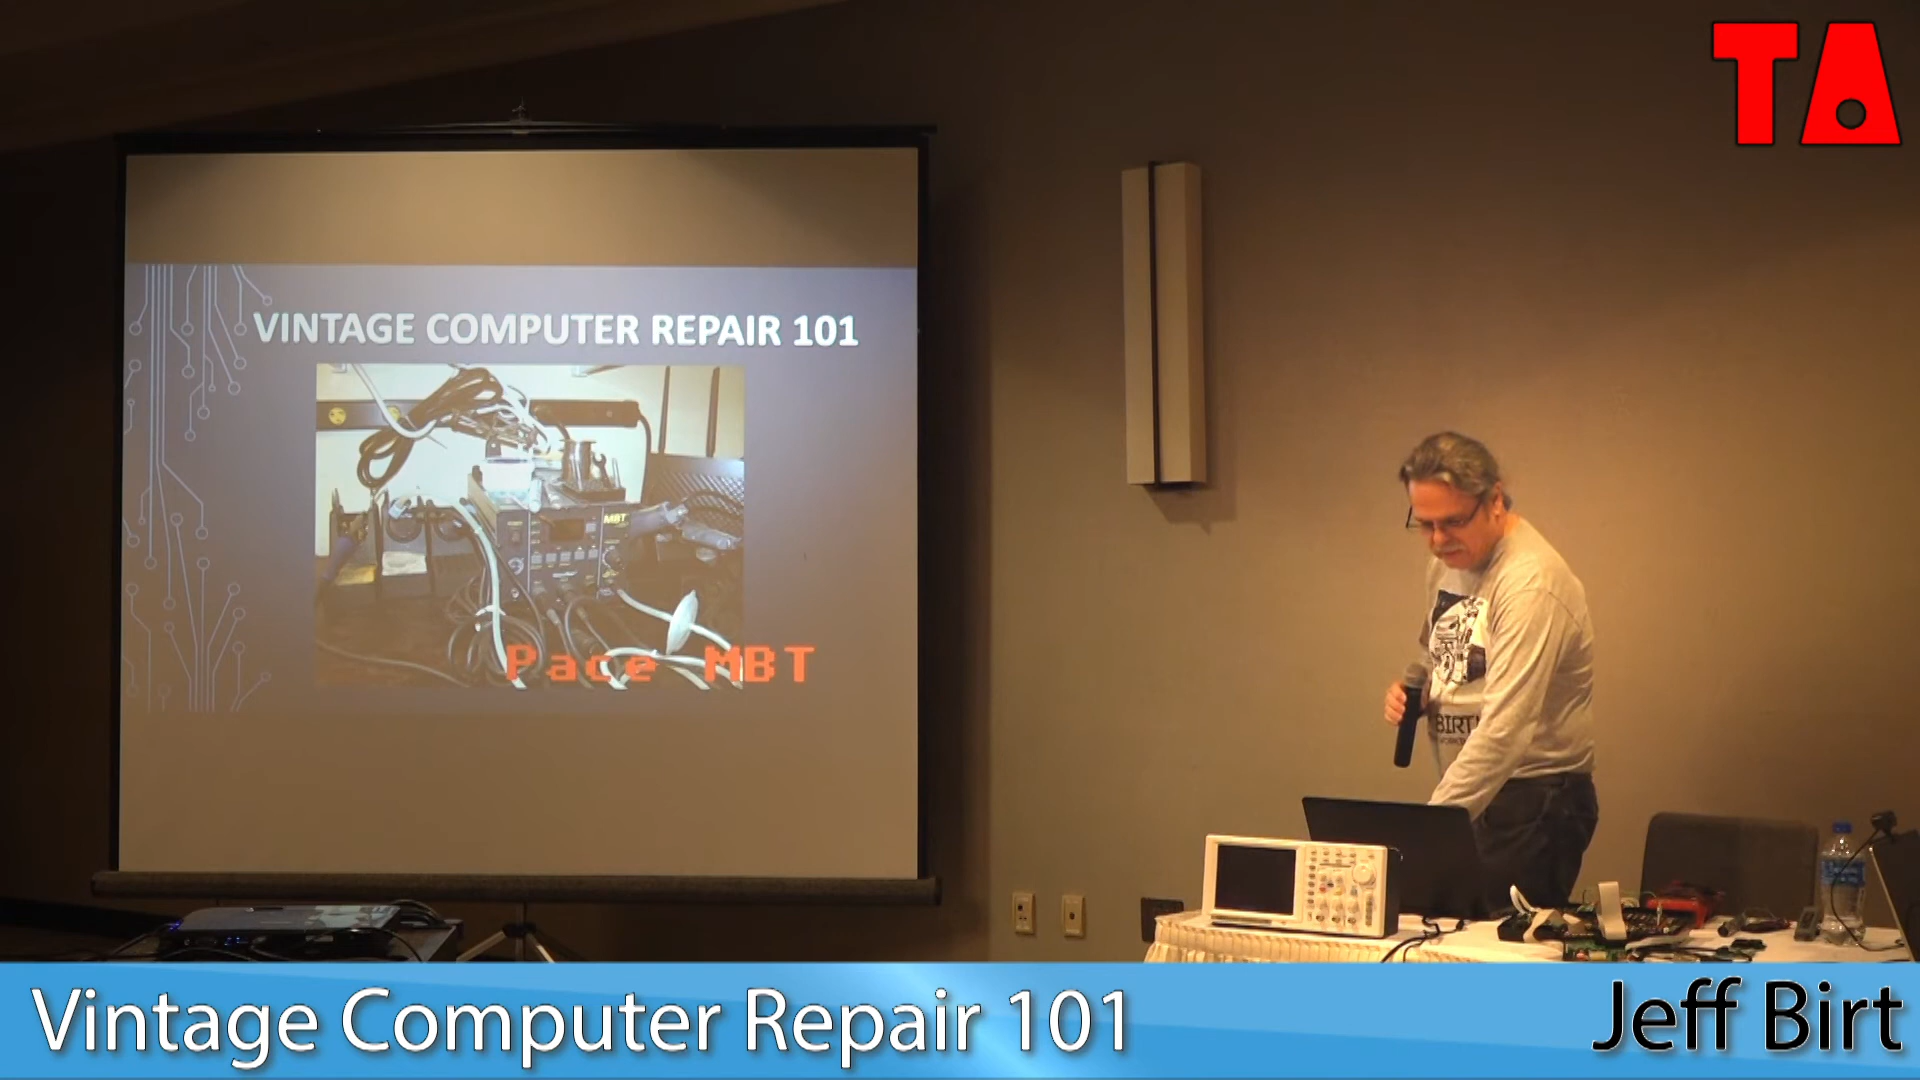 TA
VINTAGE COMPUTER REPAIR 101
MBT
Pace MBT
BIRT
Vintage Computer Repair 101
Jeff Birt